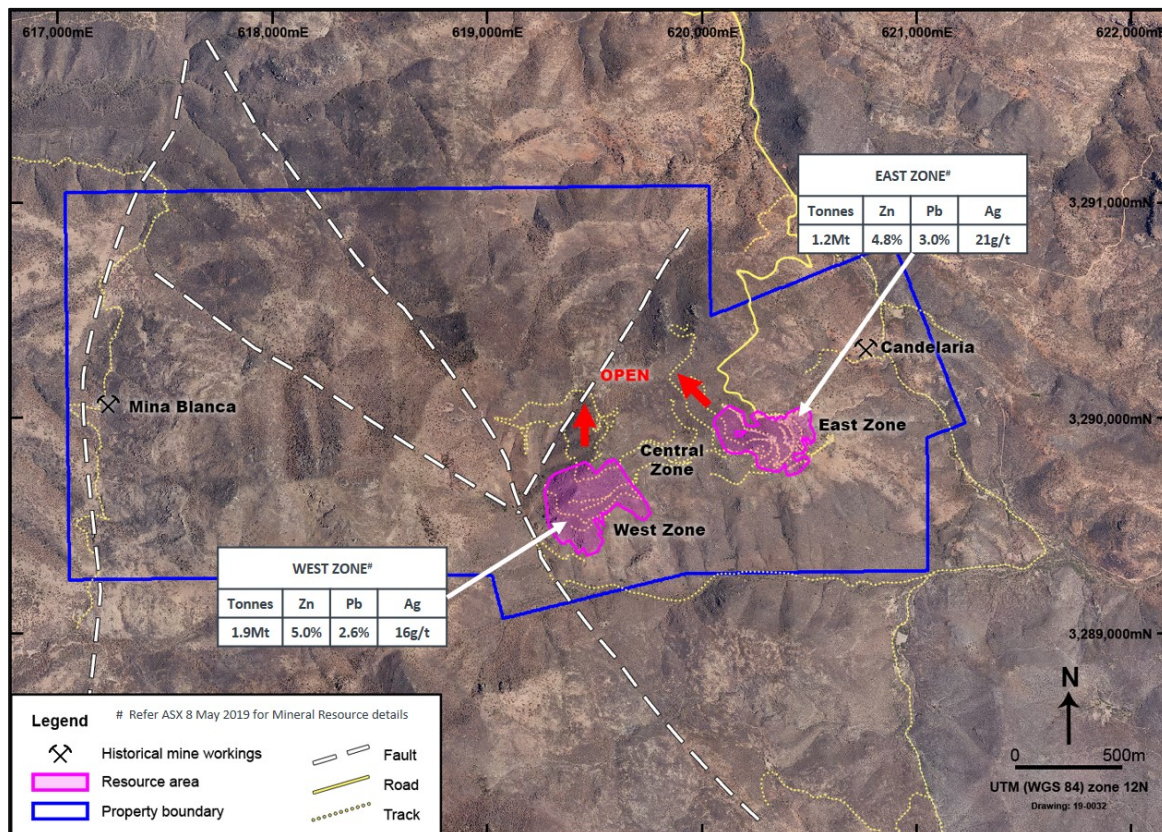 617,000mE
618,000mE
619,000mE
620,000mE
621,000mE
622,000mE
EAST ZONE#
Tonnes Zn Pb Ag
1.2Mt 4.8% 3.0% 21g/t
3,291,000mN
Candelaria
OPEN
Mina Blanca
3,290,000mN
East Zone
Central
Zone
West Zone
WEST ZONE#
Tonnes Zn Pb Ag
1.9Mt 5.0% 2.6% 16g/t
3,289,000mN
Legend
# Refer ASX 8 May 2019 for Mineral Resource details
Historical mine workings
Resource area
Property boundary
Fault
Road
Track
N
0 500m
UTM (WGS 84) zone 12N
Drawing: 19-0032